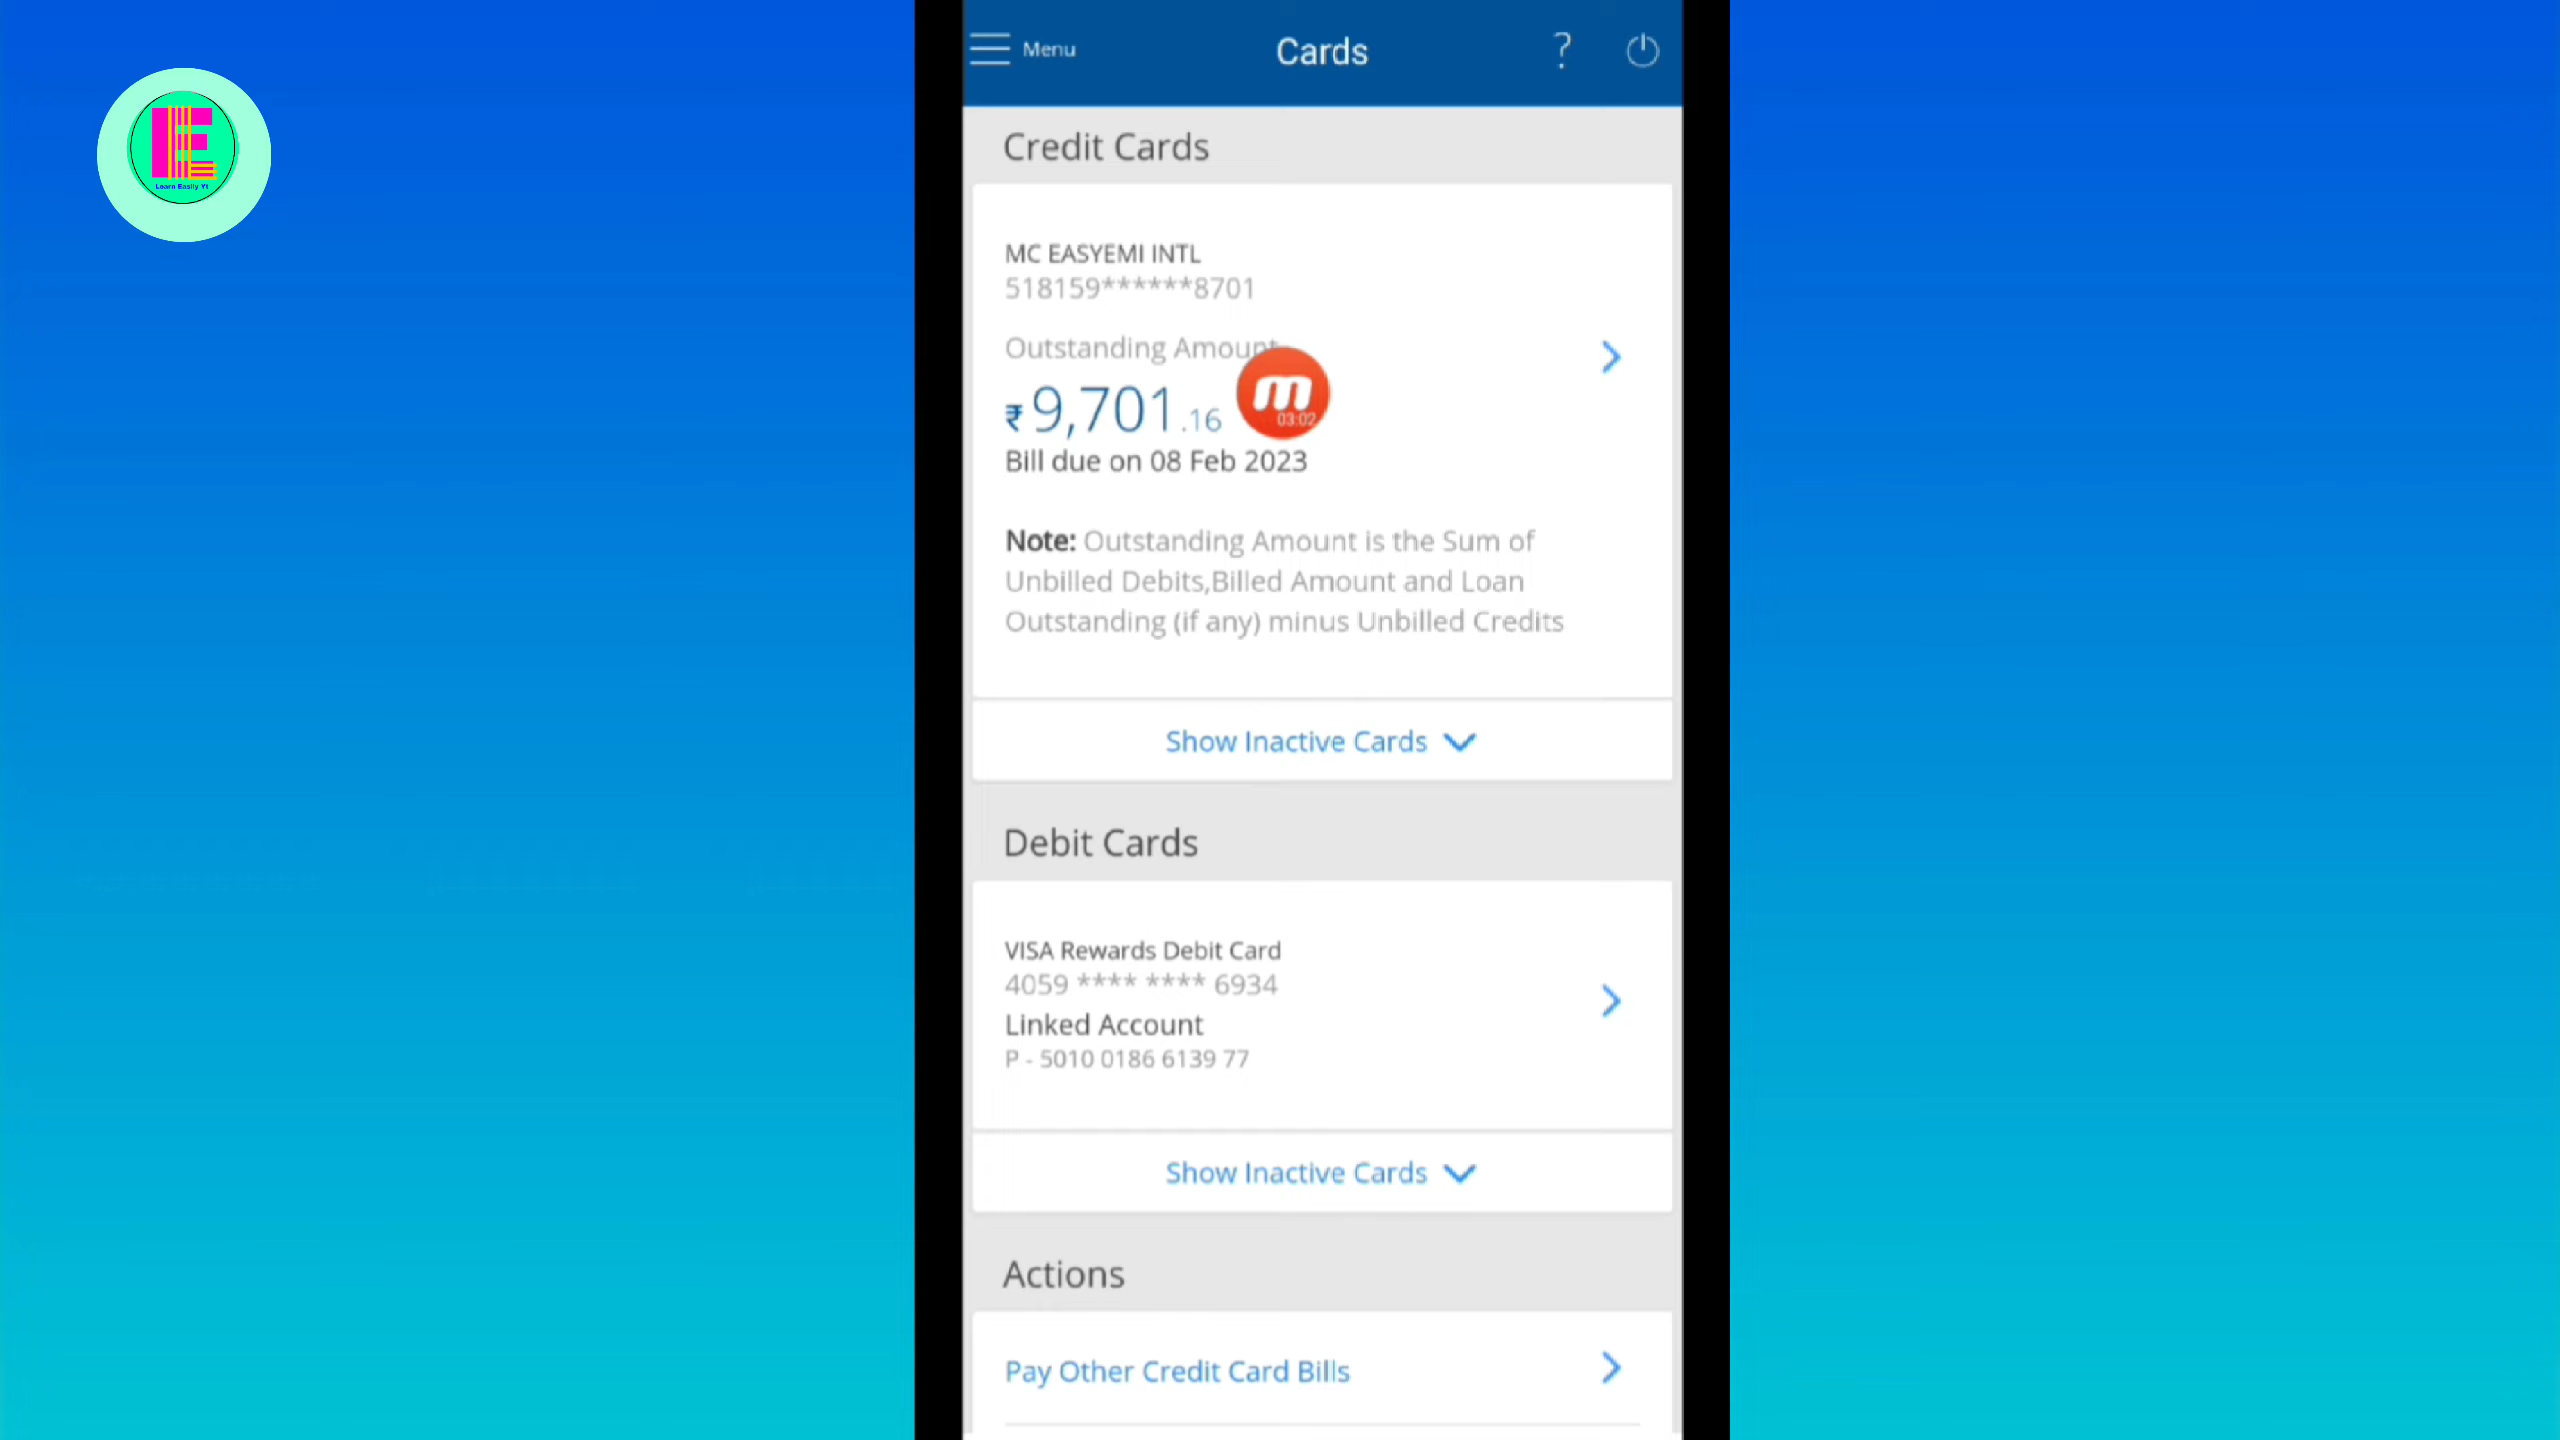 Menu
Cards
?
Learn Easily YI
Credit Cards
MC EASYEMI INTL
518159******8701
Outstanding Amount
₹9,701.16
m
03:02
Bill due on 08 Feb 2023
Note: Outstanding Amount is the Sum of
Unbilled Debits,Billed Amount and Loan
Outstanding (if any) minus Unbilled Credits
Show Inactive Cards
Debit Cards
VISA Rewards Debit Card
4059 **** **** 6934
Linked Account
P - 5010 0186 6139 77
Show Inactive Cards
Actions
Pay Other Credit Card Bills